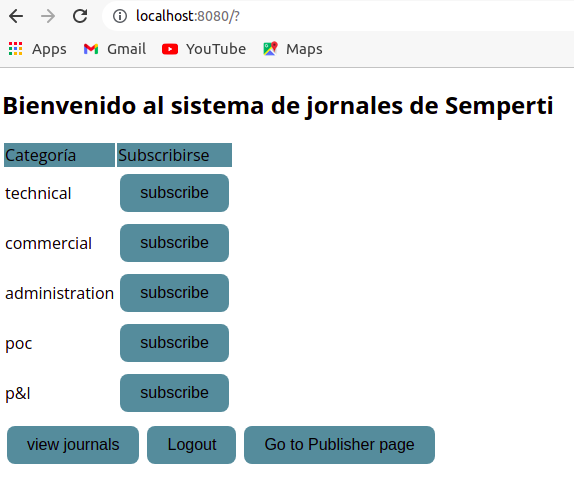 localhost:8080/?
Apps Gmail YouTube Maps
Bienvenido al sistema de jornales de Semperti
Categoría Subscribirse
technical subscribe
commercial subscribe
administration subscribe
poc subscribe
p&l subscribe
view journals Logout Go to Publisher page